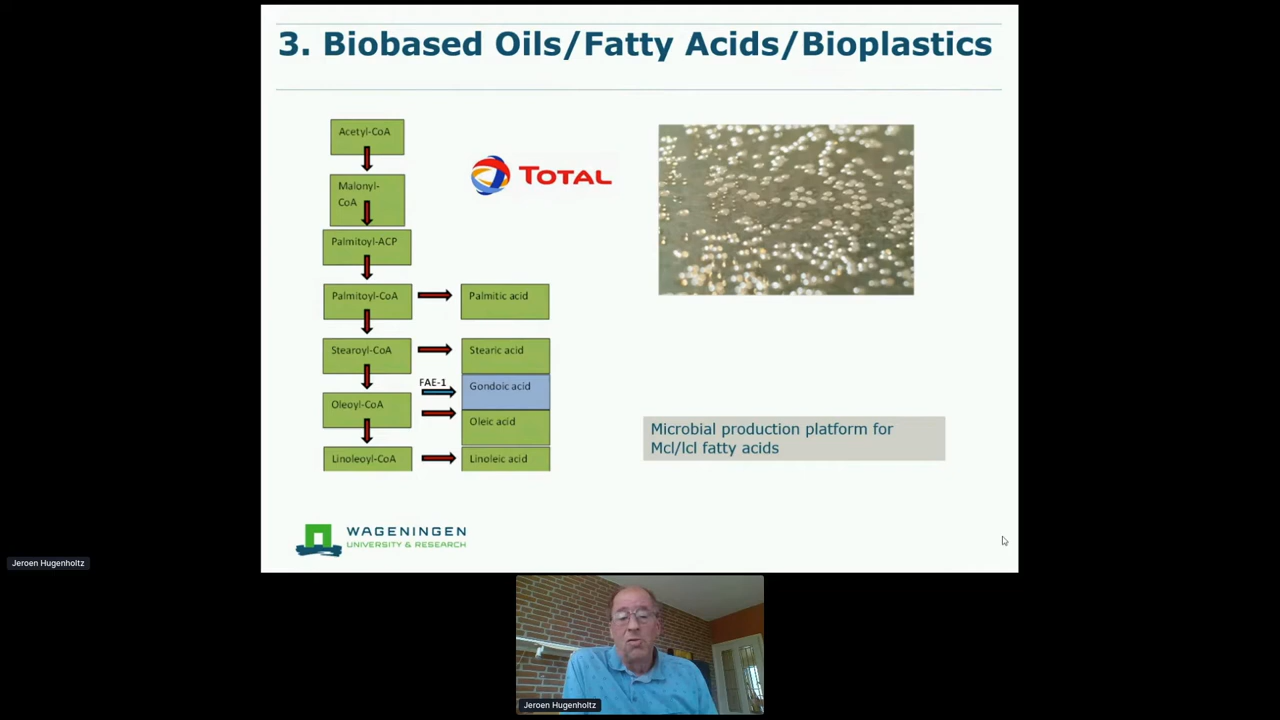 3. Biobased Oils/Fatty Acids/Bioplastics
Acetyl-CoA
Malonyl-
CoA
Palmitoyl-ACP
Palmitoyl-CoA
Palmitic acid
Stearoyl-CoA
Stearic acid
FAE-1
Gondoic acid
Oleoyl-CoA
Oleic acid
Linoleoyl-CoA
Linoleic acid
TOTAL
Microbial production platform for
Mcl/lcl fatty acids
WAGENINGEN
UNIVERSITY & RESEARCH
Jeroen Hugenholtz
Jeroen Hugenholtz